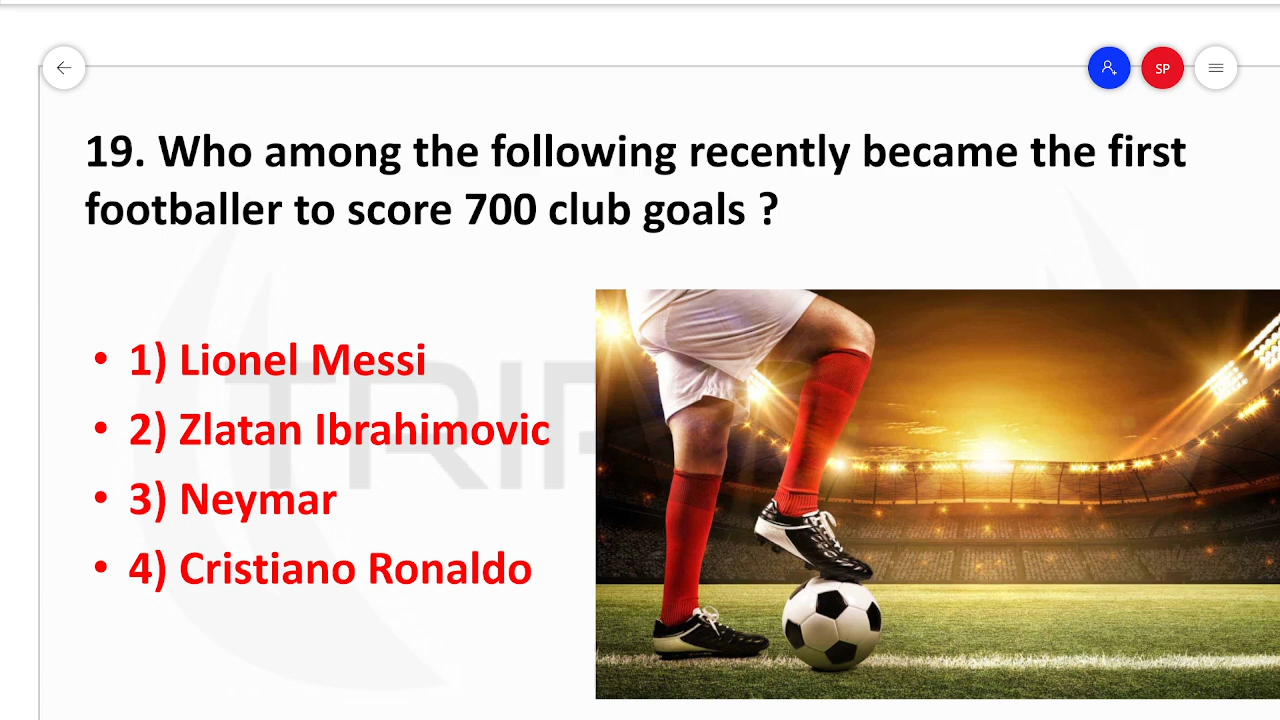 SP
19. Who among the following recently became the first
footballer to score 700 club goals ?
• 1) Lionel Messi
• 2) Zlatan Ibrahimovic
• 3) Neymar
• 4) Cristiano Ronaldo